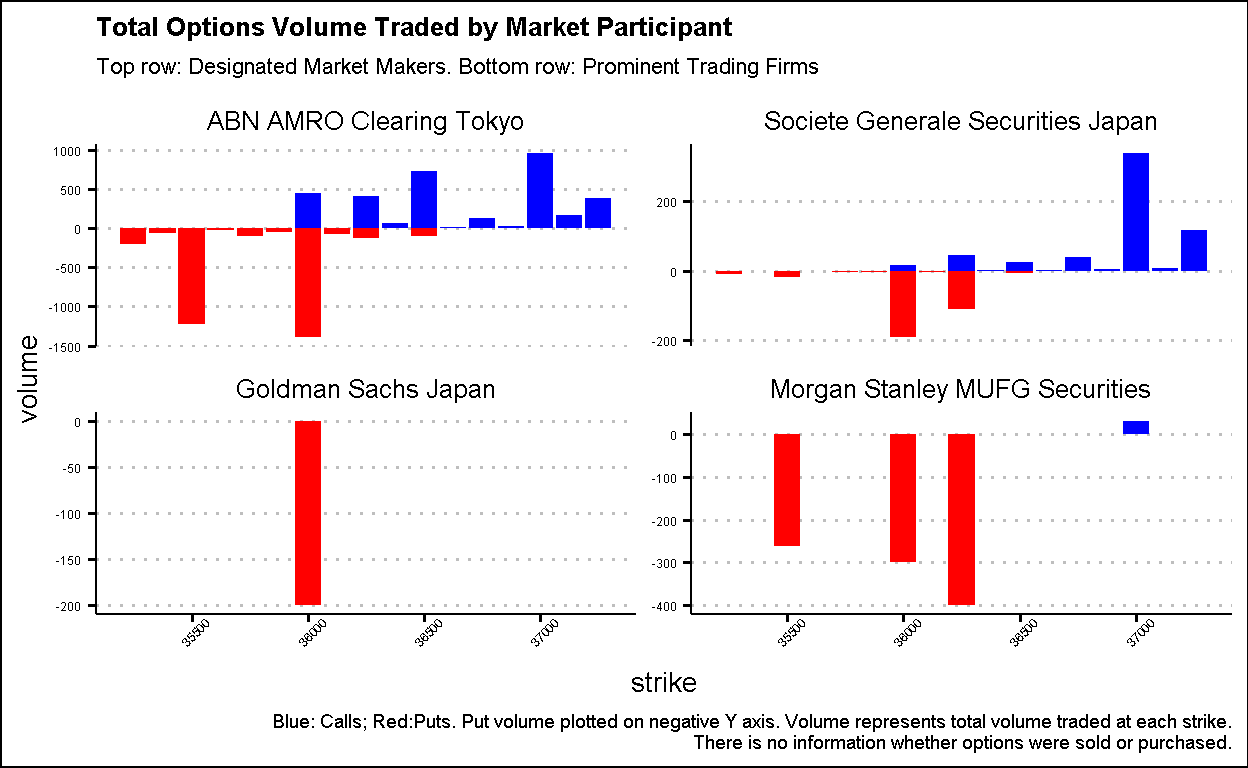 Total Options Volume Traded by Market Participant
Top row: Designated Market Makers. Bottom row: Prominent Trading Firms
ABN AMRO Clearing Tokyo
Societe Generale Securities Japan
1000
500
0
-500
-1000
-1500
200
0
-200
volume
Goldman Sachs Japan
Morgan Stanley MUFG Securities
0
-50
-100
-150
-200
0
-100
-200
-300
-400
35500
36000
36500
37000
35500
36000
36500
37000
strike
Blue: Calls; Red:Puts. Put volume plotted on negative Y axis. Volume represents total volume traded at each strike.
There is no information whether options were sold or purchased.